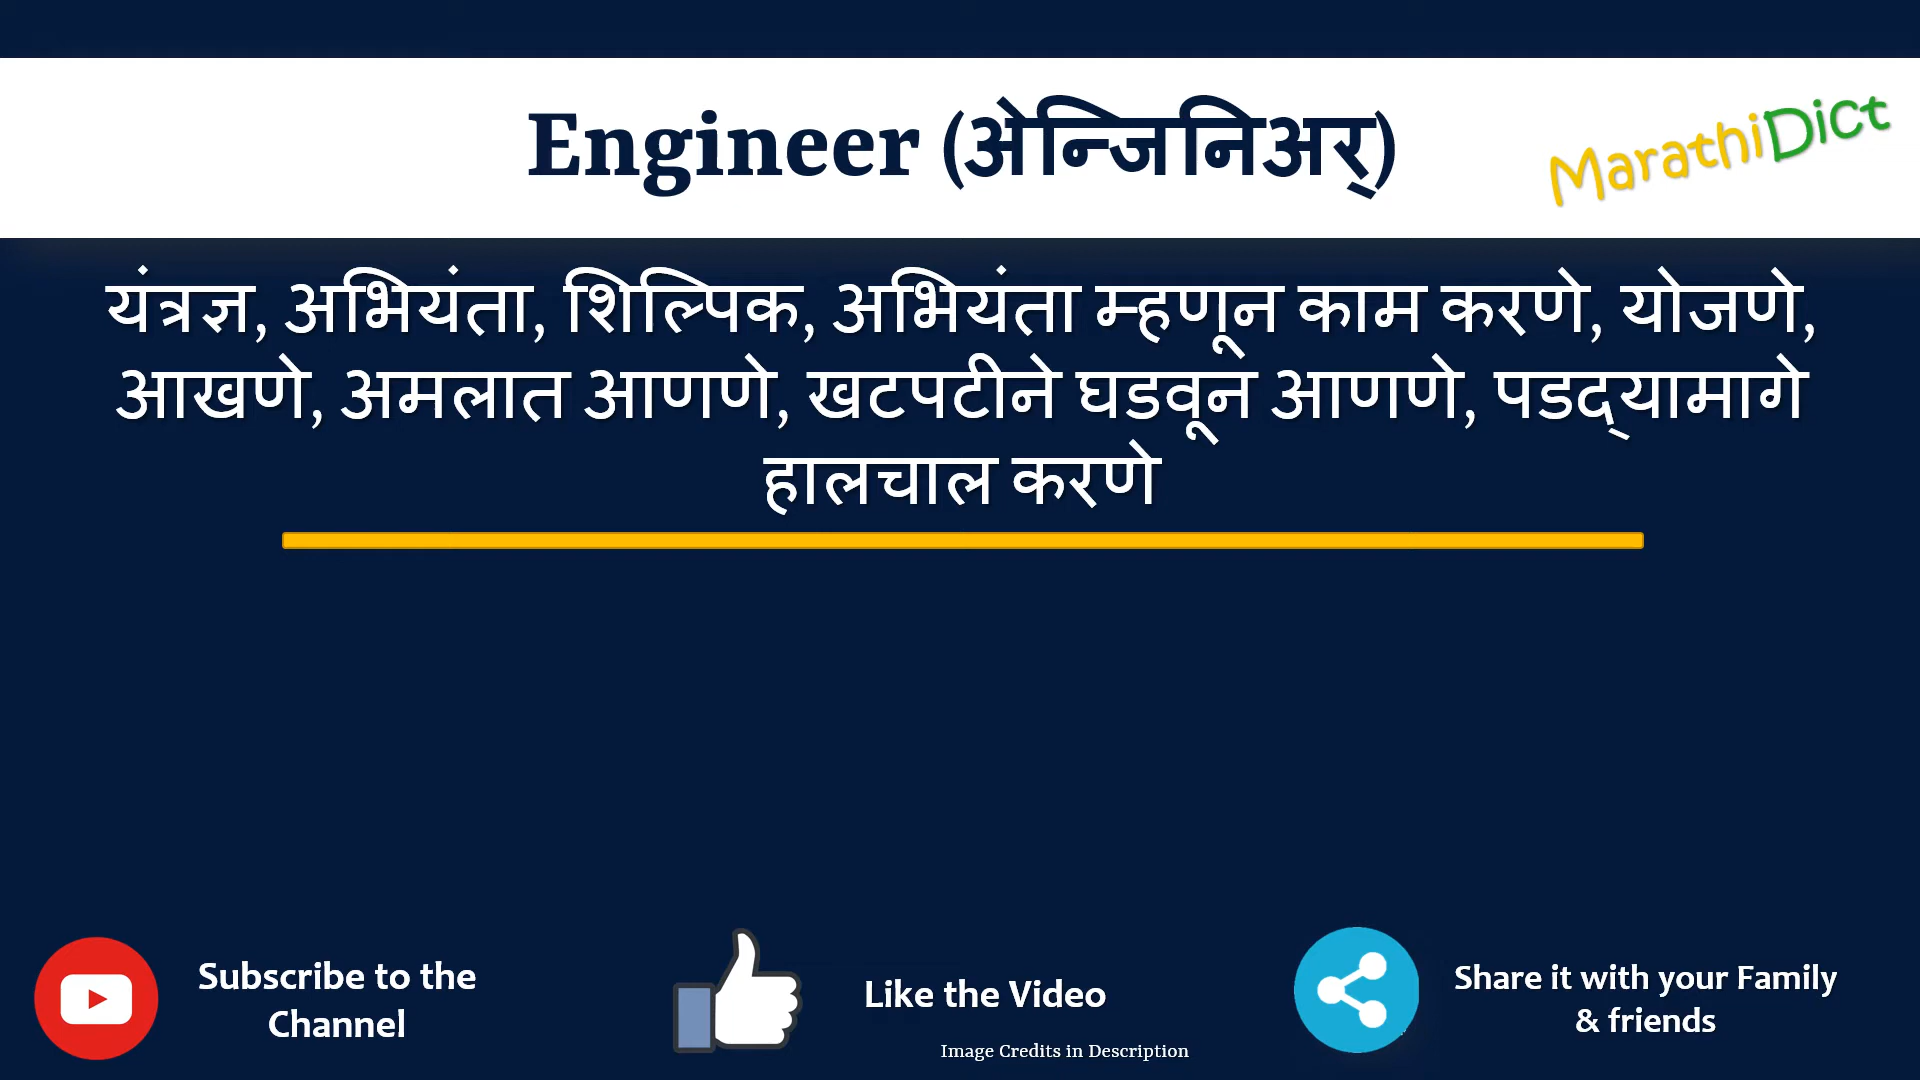 Engineer (अेन्जिनिअर्)
MarathiDict
यंत्रज्ञ, अभियंता, शिल्पिक, अभियंता म्हणून काम करणे, योजणे,
आखणे, अमलात आणणे, खटपटीने घडवून आणणे, पडद्‌यामागे
हालचाल करणे
Subscribe to the
Channel
Like the Video
Share it with your Family
& friends
Image Credits in Description